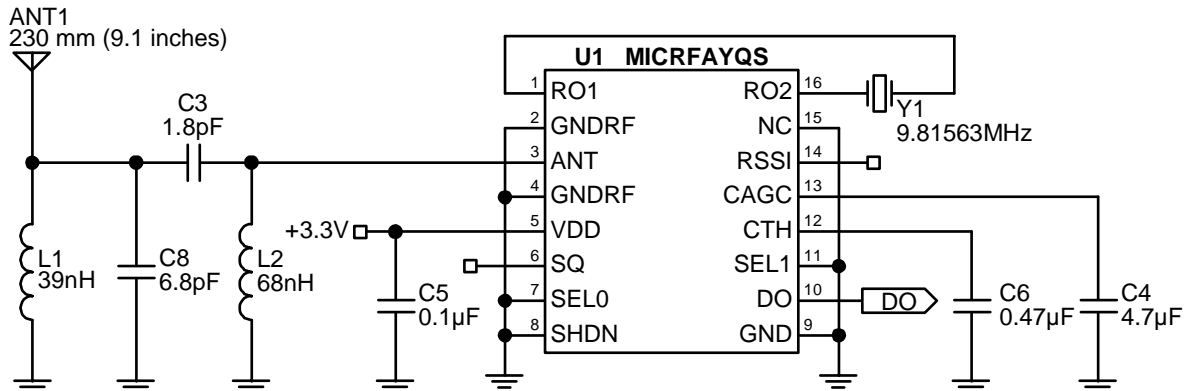 ANT1
230 mm (9.1 inches)
U1 MICRFAYQS
C3
1.8pF
1 RO1
2 GNDRF
3 ANT
4 GNDRF
5 VDD
6 SQ
7 SEL0
8 SHDN
RO2 16
NC 15
RSSI 14
CAGC 13
CTH 12
SEL1 11
DO 10
GND 9
Y1
9.81563MHz
+3.3V
L1
39nH
C8
6.8pF
L2
68nH
C5
0.1µF
DO
C6
0.47µF
C4
4.7µF